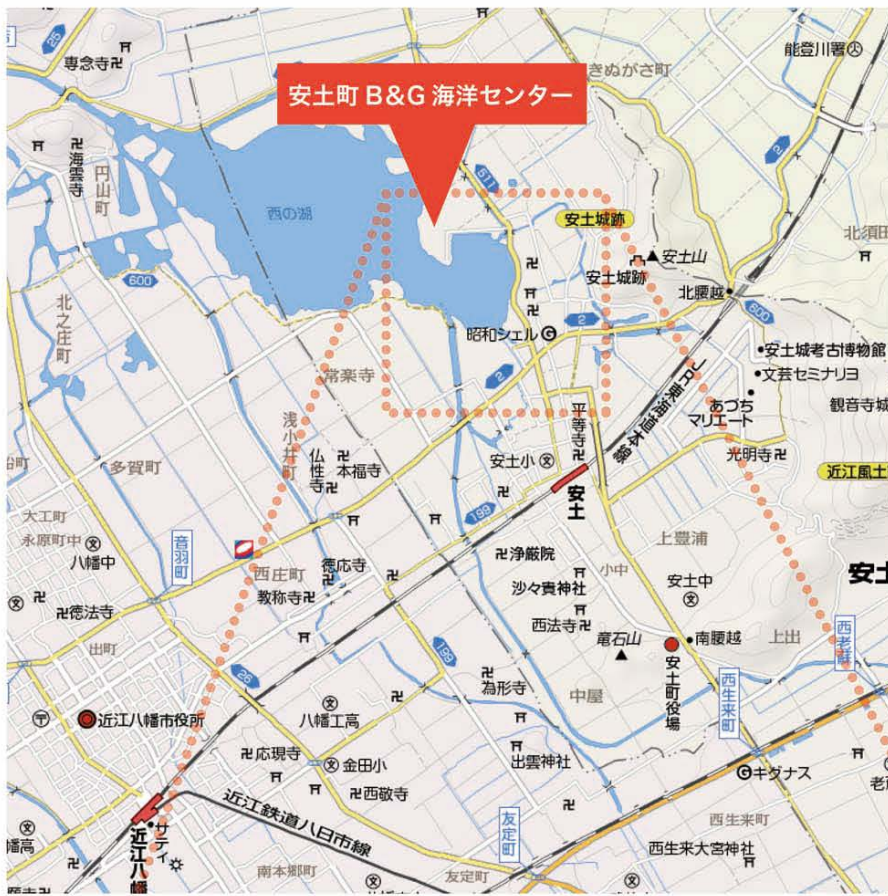 25
専念寺
600
能登川署
きぬがさ町
安土町 B&G 海洋センター
2
海雲寺
円山町
西の湖
511
安土城跡
安土山
安土城跡
北須田
北腰越
600
600
北之庄町
昭和シェル
2
安土城考古博物館
文芸セミナリヨ
あづち
マリエート
観音寺城
JR東海道本線
常楽寺
2
平等寺
浅小井町
多賀町
仏性寺
本福寺
安土小
光明寺
近江風土
安土
199
大工町
永原町中
八幡中
音羽町
上豊浦
西庄町
徳応寺
浄厳院
小中
安土中
安土
教称寺
沙々貴神社
徳法寺
西法寺
竜石山
南腰越
上出
西老蘇
出町
199
安土町役場
26
為形寺
中屋
西生来町
近江八幡市役所
八幡工高
応現寺
金田小
出雲神社
キグナス
老
西敬寺
近江鉄道八日市線
友定町
西生来町
幡高
サティ
近江八幡
南本郷町
友定町
西生来大宮神社